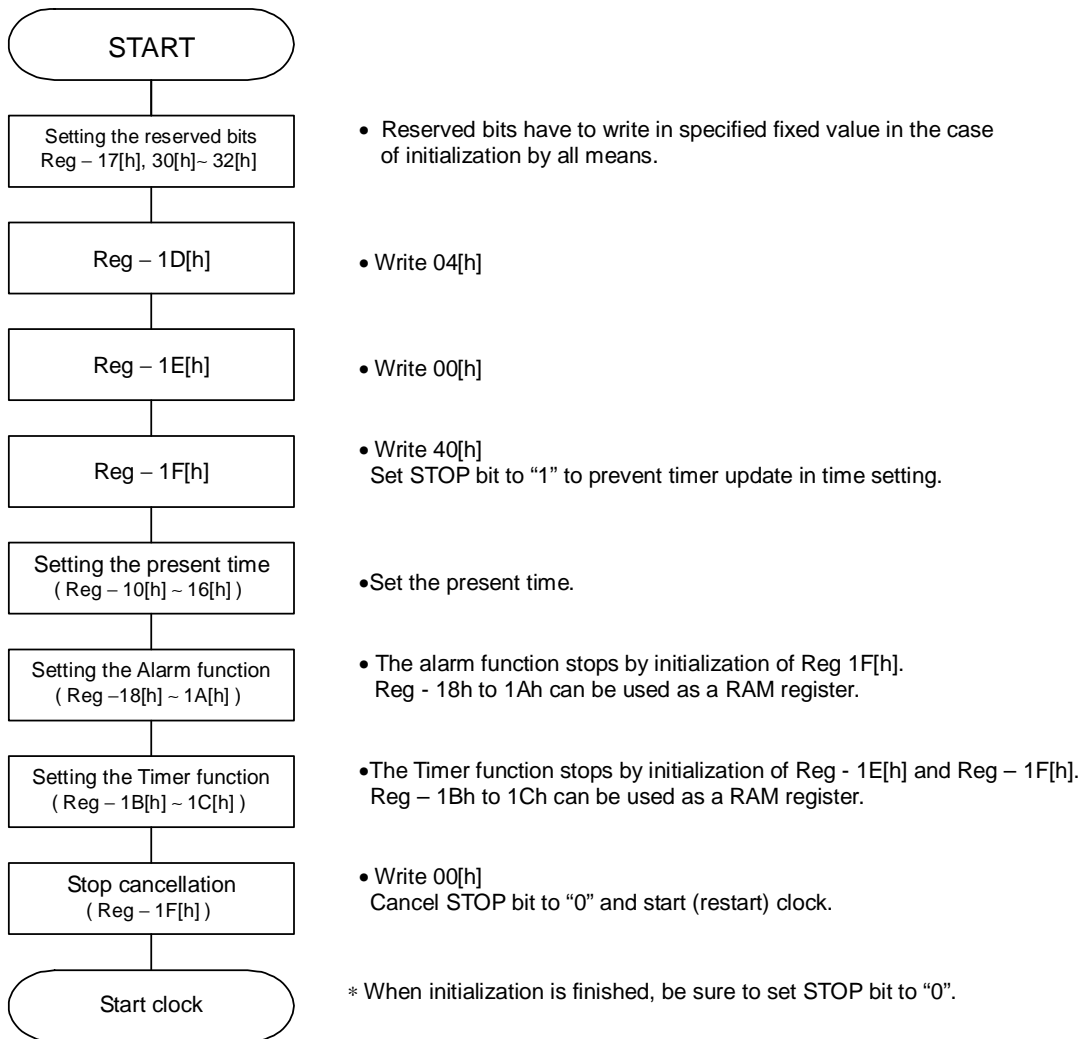 START
Setting the reserved bits
Reg – 17[h], 30[h]~ 32[h]
• Reserved bits have to write in specified fixed value in the case
of initialization by all means.
Reg – 1D[h]
• Write 04[h]
Reg – 1E[h]
• Write 00[h]
Reg – 1F[h]
• Write 40[h]
Set STOP bit to “1” to prevent timer update in time setting.
Setting the present time
( Reg – 10[h] ~ 16[h] )
•Set the present time.
Setting the Alarm function
( Reg –18[h] ~ 1A[h] )
• The alarm function stops by initialization of Reg 1F[h].
Reg - 18h to 1Ah can be used as a RAM register.
Setting the Timer function
( Reg – 1B[h] ~ 1C[h] )
•The Timer function stops by initialization of Reg - 1E[h] and Reg – 1F[h].
Reg – 1Bh to 1Ch can be used as a RAM register.
Stop cancellation
( Reg – 1F[h] )
• Write 00[h]
Cancel STOP bit to “0” and start (restart) clock.
Start clock
* When initialization is finished, be sure to set STOP bit to “0”.